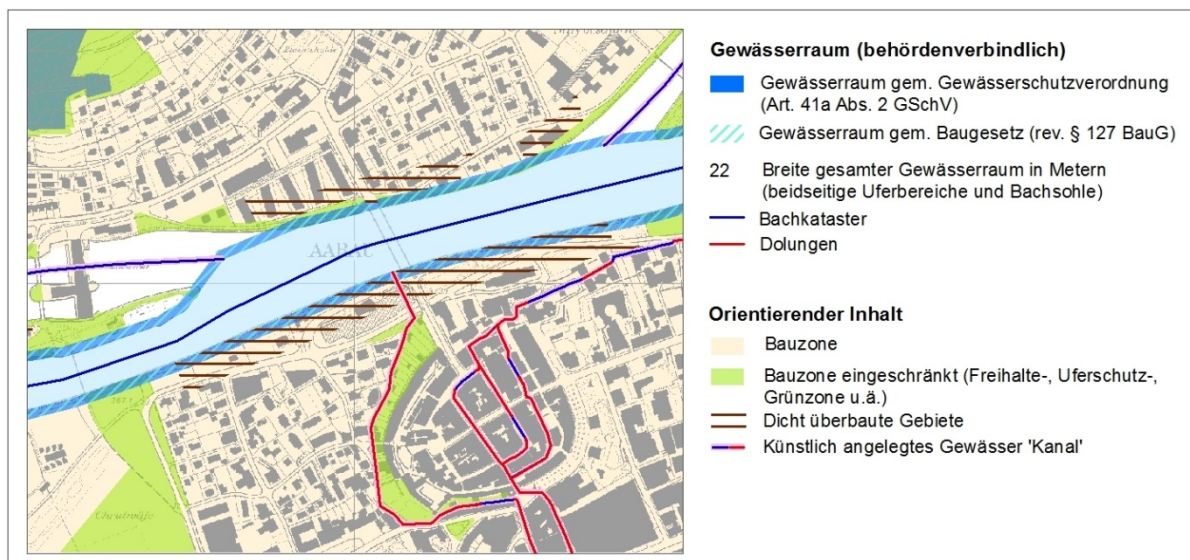 AARAU
Gewässerraum (behördenverbindlich)
Gewässerraum gem. Gewässerschutzverordnung
(Art. 41a Abs. 2 GSchV)
Gewässerraum gem. Baugesetz (rev. § 127 BauG)
22 Breite gesamter Gewässerraum in Metern
(beidseitige Uferbereiche und Bachsohle)
Bachkataster
Dolungen
Orientierender Inhalt
Bauzone
Bauzone eingeschränkt (Freihalte-, Uferschutz-,
Grünzone u.ä.)
Dicht überbaute Gebiete
Künstlich angelegtes Gewässer 'Kanal'